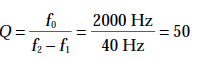 Q = f₀ / (f₂ – f₁) = 2000 Hz / 40 Hz = 50